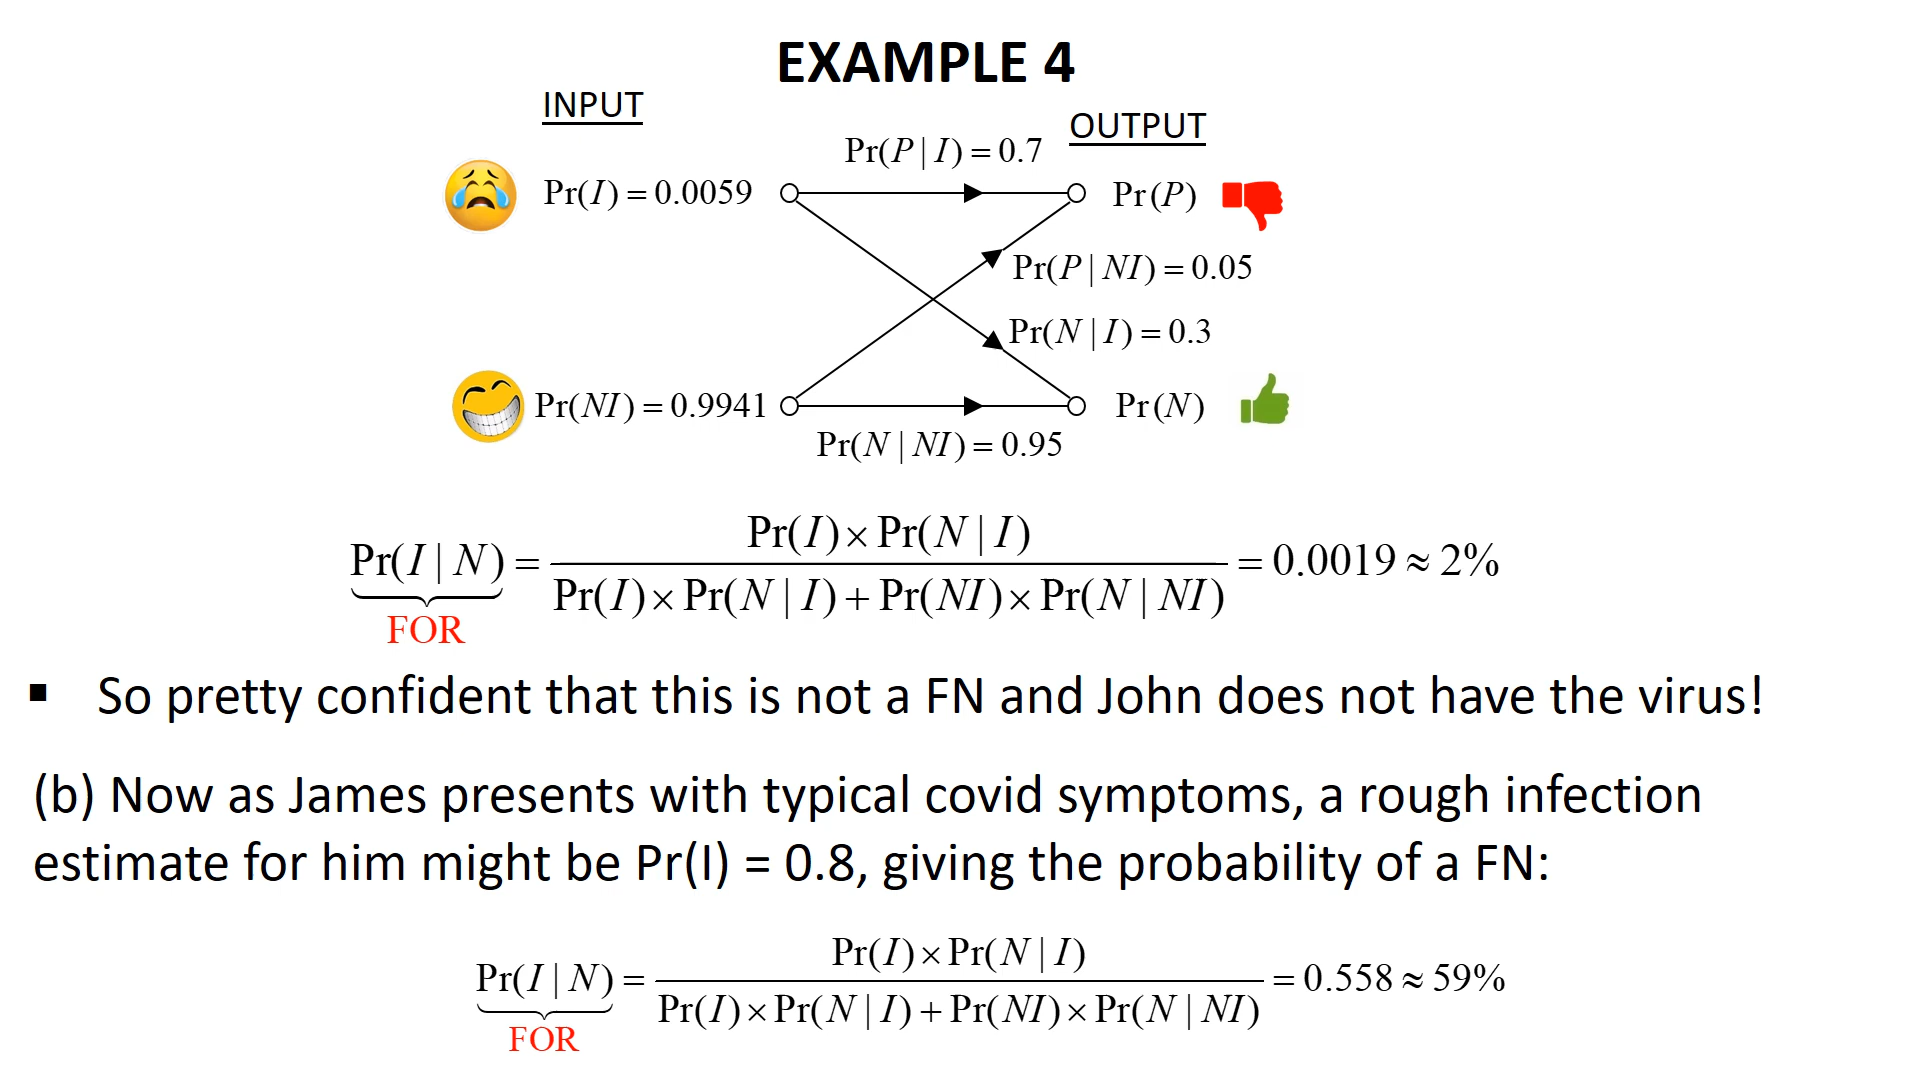 EXAMPLE 4
INPUT
OUTPUT
Pr(P | I) = 0.7
Pr(I) = 0.0059
Pr(P)
Pr(P | NI) = 0.05
Pr(N | I) = 0.3
Pr(NI) = 0.9941
Pr(N)
Pr(N | NI) = 0.95
Pr(I | N) = Pr(I) × Pr(N | I) / Pr(I) × Pr(N | I) + Pr(NI) × Pr(N | NI) = 0.0019 ≈ 2%
FOR
▪ So pretty confident that this is not a FN and John does not have the virus!
(b) Now as James presents with typical covid symptoms, a rough infection
estimate for him might be Pr(I) = 0.8, giving the probability of a FN:
Pr(I | N) = Pr(I) × Pr(N | I) / Pr(I) × Pr(N | I) + Pr(NI) × Pr(N | NI) = 0.558 ≈ 59%
FOR